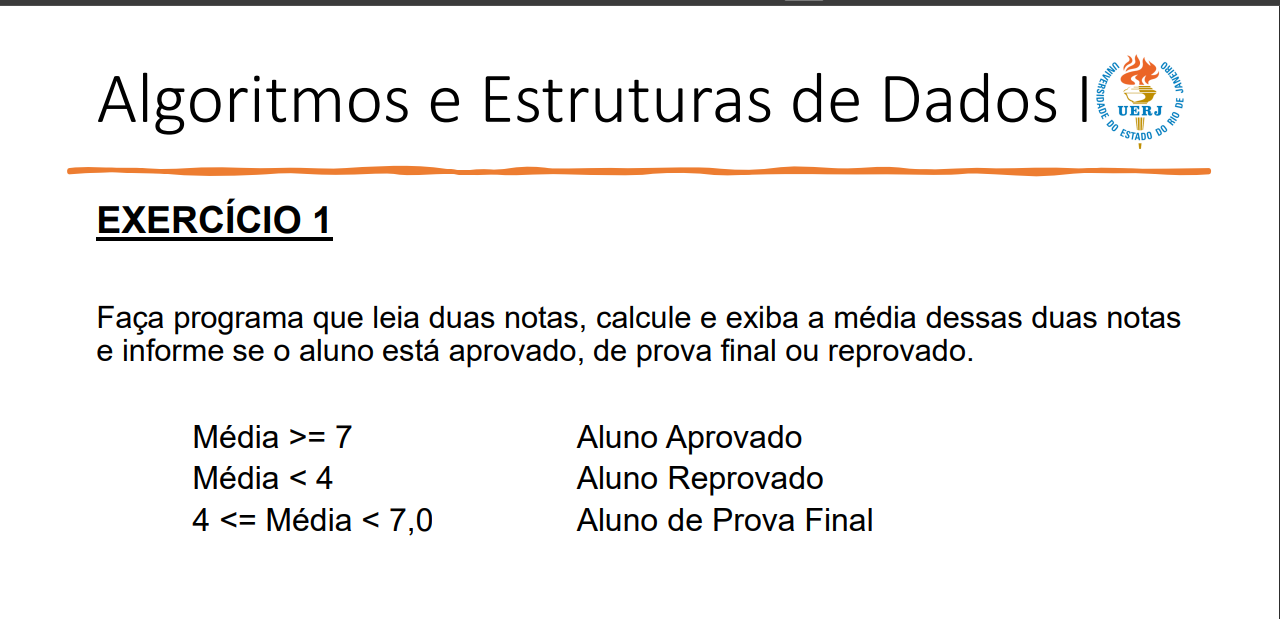 Algoritmos e Estruturas de Dados I
UNIVERSIDADE DO ESTADO DO RIO DE JANEIRO
UERJ
EXERCÍCIO 1
Faça programa que leia duas notas, calcule e exiba a média dessas duas notas
e informe se o aluno está aprovado, de prova final ou reprovado.
Média >= 7 Aluno Aprovado
Média < 4 Aluno Reprovado
4 <= Média < 7,0 Aluno de Prova Final